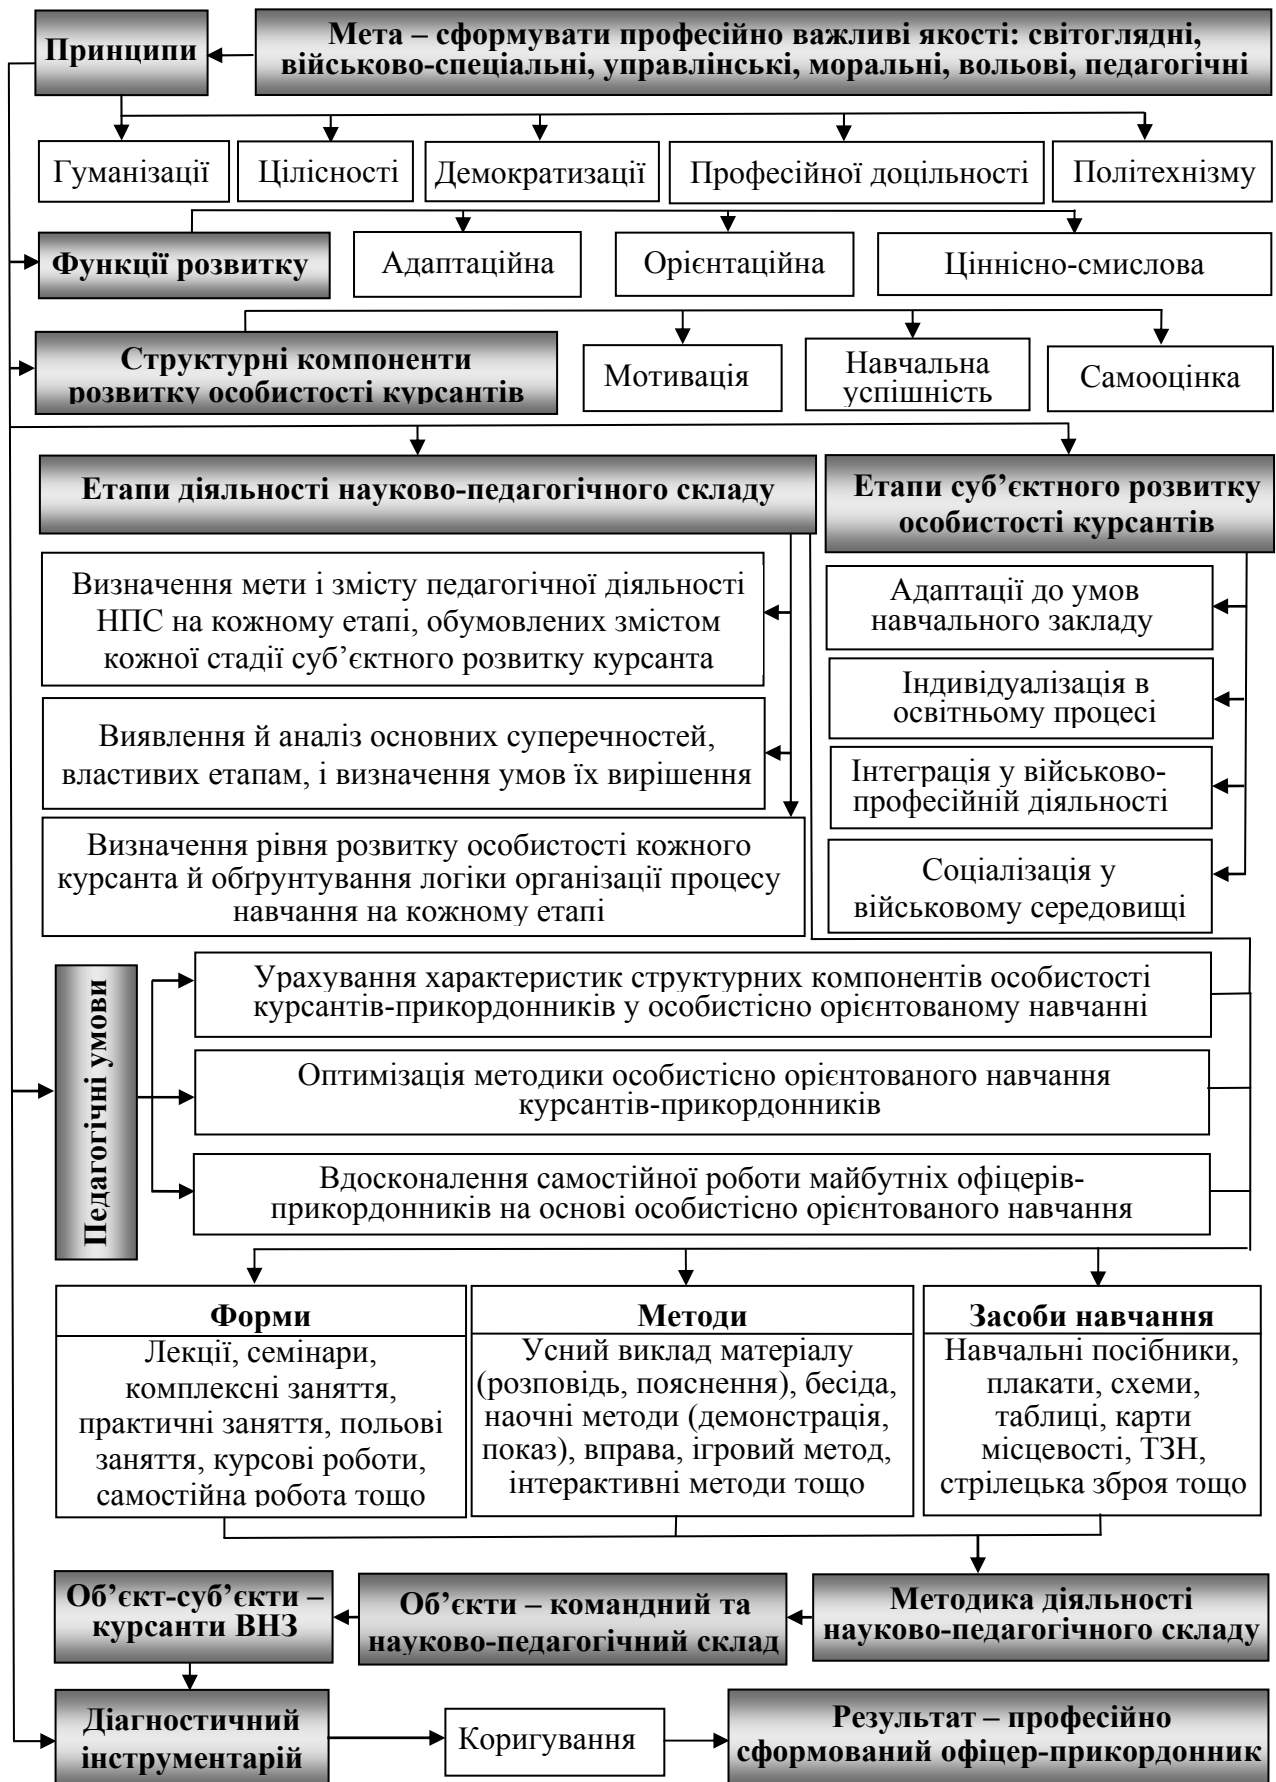 Принципи
Мета – сформувати професійно важливі якості: світоглядні,
військово-спеціальні, управлінські, моральні, вольові, педагогічні
Гуманізації
Цілісності
Демократизації
Професійної доцільності
Політехнізму
Функції розвитку
Адаптаційна
Орієнтаційна
Ціннісно-смислова
Структурні компоненти
розвитку особистості курсантів
Мотивація
Навчальна
успішність
Самооцінка
Етапи діяльності науково-педагогічного складу
Етапи суб’єктного розвитку
особистості курсантів
Визначення мети і змісту педагогічної діяльності
НПС на кожному етапі, обумовлених змістом
кожної стадії суб’єктного розвитку курсанта
Виявлення й аналіз основних суперечностей,
властивих етапам, і визначення умов їх вирішення
Визначення рівня розвитку особистості кожного
курсанта й обґрунтування логіки організації процесу
навчання на кожному етапі
Адаптації до умов
навчального закладу
Індивідуалізація в
освітньому процесі
Інтеграція у військово-
професійній діяльності
Соціалізація у
військовому середовищі
Педагогічні умови
Урахування характеристик структурних компонентів особистості
курсантів-прикордонників у особистісно орієнтованому навчанні
Оптимізація методики особистісно орієнтованого навчання
курсантів-прикордонників
Вдосконалення самостійної роботи майбутніх офіцерів-
прикордонників на основі особистісно орієнтованого навчання
Форми
Лекції, семінари,
комплексні заняття,
практичні заняття, польові
заняття, курсові роботи,
самостійна робота тощо
Методи
Усний виклад матеріалу
(розповідь, пояснення), бесіда,
наочні методи (демонстрація,
показ), вправа, ігровий метод,
інтерактивні методи тощо
Засоби навчання
Навчальні посібники,
плакати, схеми,
таблиці, карти
місцевості, ТЗН,
стрілецька зброя тощо
Об’єкт-суб’єкти –
курсанти ВНЗ
Об’єкти – командний та
науково-педагогічний склад
Методика діяльності
науково-педагогічного складу
Діагностичний
інструментарій
Коригування
Результат – професійно
сформований офіцер-прикордонник